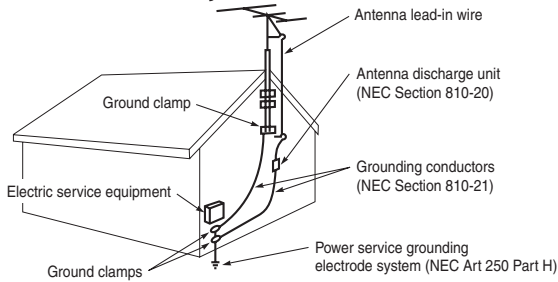 Antenna lead-in wire
Antenna discharge unit
(NEC Section 810-20)
Ground clamp
Grounding conductors
(NEC Section 810-21)
Electric service equipment
Power service grounding
electrode system (NEC Art 250 Part H)
Ground clamps